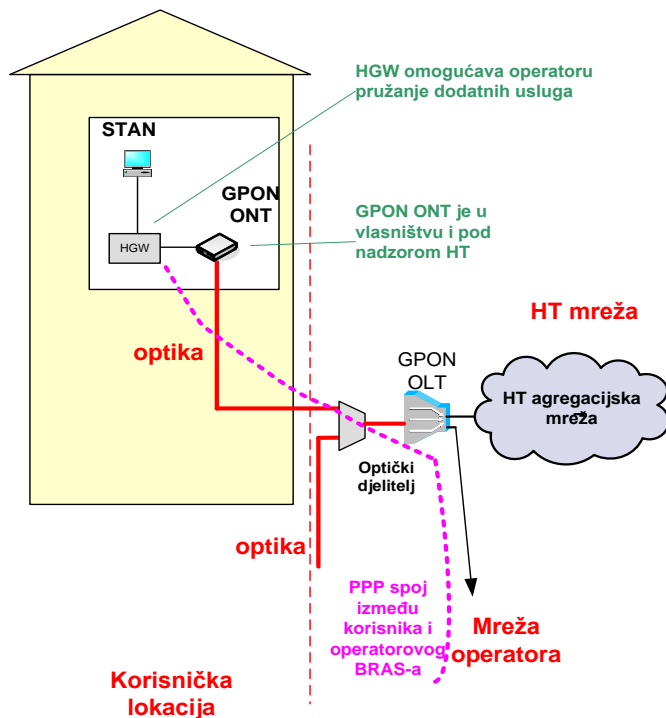 HGW omogućava operatoru
pružanje dodatnih usluga
STAN
GPON
ONT
HGW
GPON ONT je u
vlasništvu i pod
nadzorom HT
HT mreža
optika
GPON
OLT
HT agregacijska
mreža
Optički
djelitelj
optika
PPP spoj
između
korisnika i
operatorovog
BRAS-a
Mreža
operatora
Korisnička
lokacija